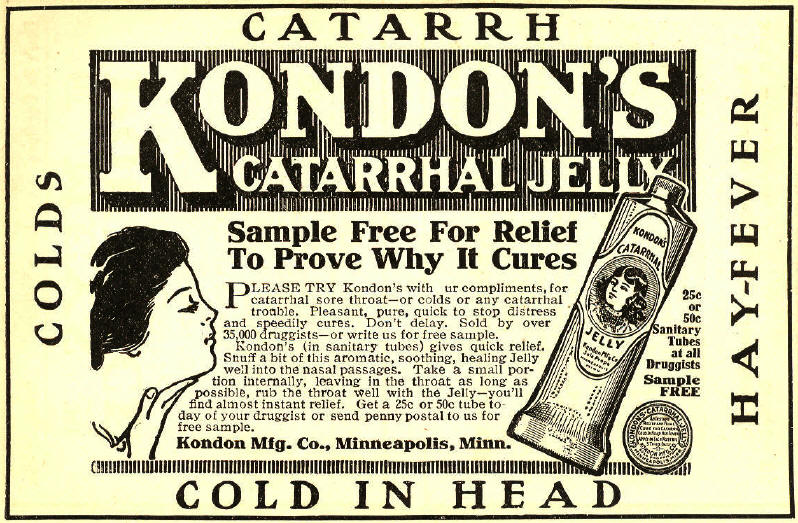 CATARRH
KONDON'S
CATARRHAL JELLY
COLDS
HAY-FEVER
Sample Free For Relief
To Prove Why It Cures
PLEASE TRY Kondon's with ur compliments, for
catarrhal sore throat—or colds or any catarrhal
trouble. Pleasant, pure, quick to stop distress
and speedily cures. Don't delay. Sold by over
35,000 druggists—or write us for free sample.
Kondon's (in sanitary tubes) gives quick relief.
Snuff a bit of this aromatic, soothing, healing Jelly
well into the nasal passages. Take a small por-
tion internally, leaving in the throat as long as
possible, rub the throat well with the Jelly—you'll
find almost instant relief. Get a 25c or 50c tube to-
day of your druggist or send penny postal to us for
free sample.
Kondon Mfg. Co., Minneapolis, Minn.
KONDON'S
CATARRHAL
JELLY
Kondon Mfg Co
25c
or
50c
Sanitary
Tubes
at all
Druggists
Sample
FREE
COLD IN HEAD